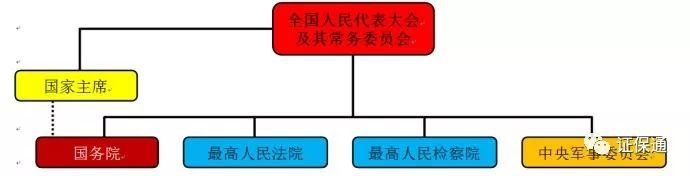 全国人民代表大会
及其常务委员会
国家主席
国务院
最高人民法院
最高人民检察院
中央军事委员会
证保通